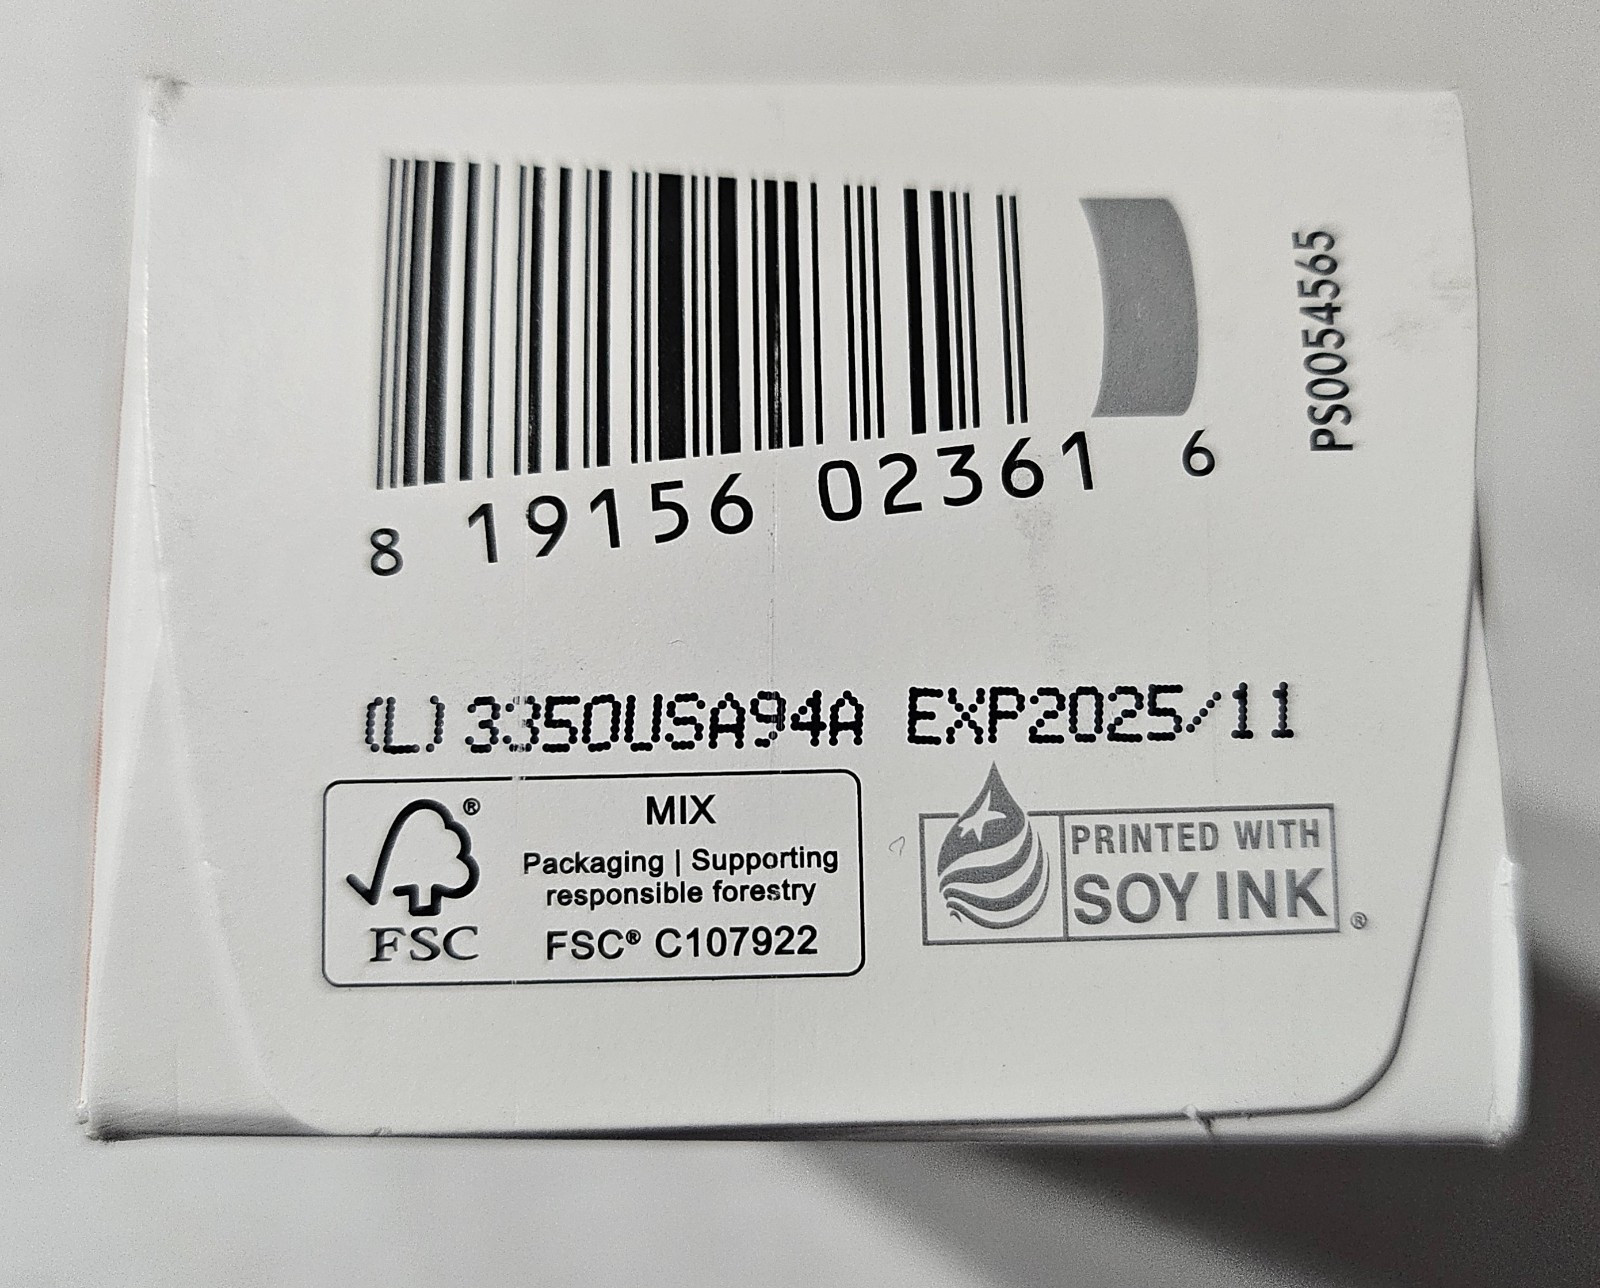 8 19156 02361 6
PS0054565
(L) 3350USA94A EXP2025/11
®
FSC
MIX
Packaging | Supporting
responsible forestry
FSC® C107922
PRINTED WITH
SOY INK
®